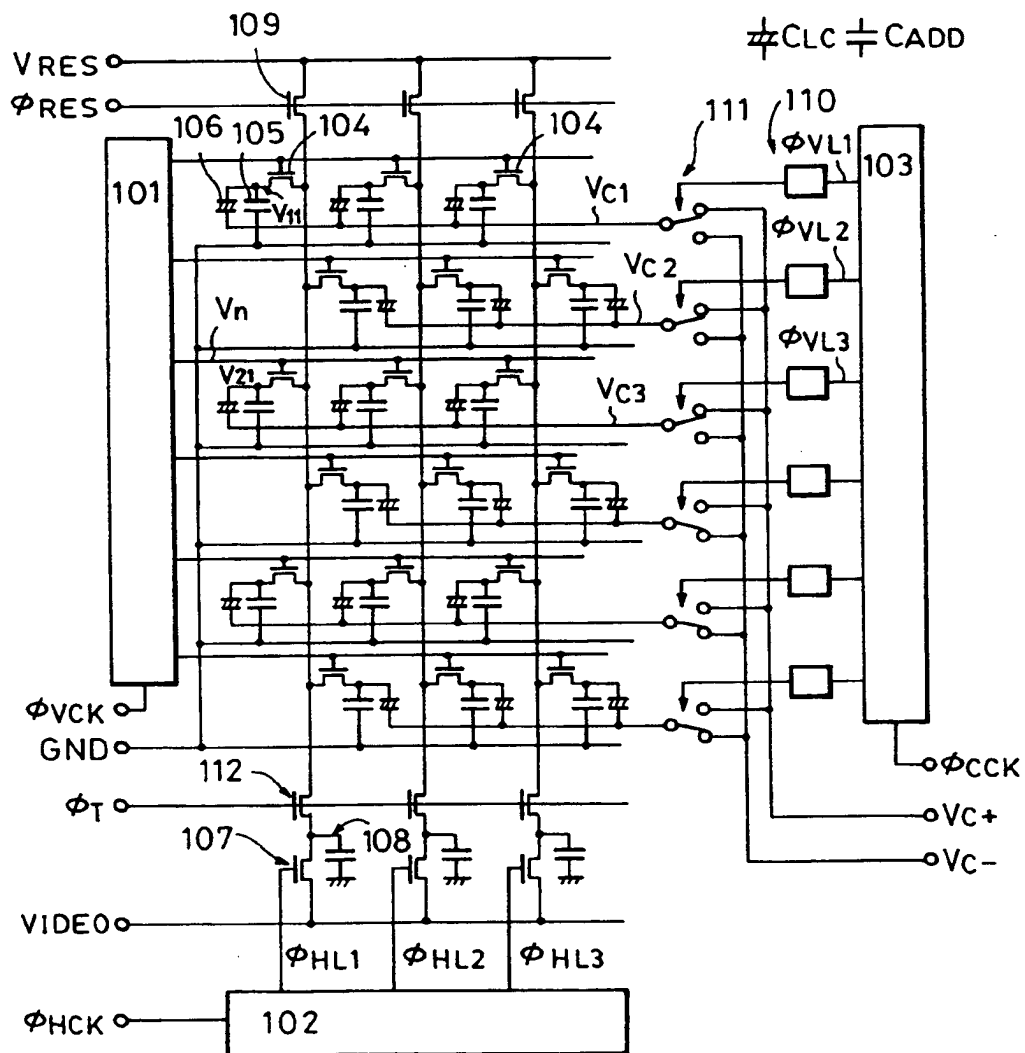 109
CLC CADD
VRES
φRES
106 105 104 104
111 110
φVL1
101
103
V11
VC1
φVL2
VC2
Vn
φVL3
V21
VC3
φVCK
GND
φCCK
112
φT
VC+
107 108
VC-
VIDEO
φHL1 φHL2 φHL3
φHCK
102